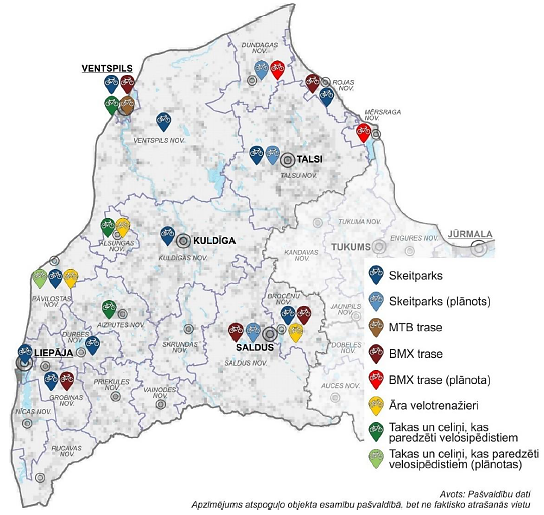 DUNDAGAS
NOV.
VENTSPILS
ROJAS
NOV.
MĒRSRAGA
NOV.
VENTSPILS NOV.
TALSI
TALSU NOV.
TUKUMA NOV.
JŪRMALA
ENGURES NOV.
ALSUNGAS
NOV.
KULDĪGA
TUKUMS
KULDĪGAS NOV.
KANDAVAS
NOV.
PĀVILOSTAS
NOV.
Skeitparks
Skeitparks (plānots)
BROCĒNU
NOV.
JAUNPILS
NOV.
AIZPUTES
NOV.
MTB trase
DURBES
NOV.
SKRUNDAS
NOV.
SALDUS
DOBELES
NOV.
BMX trase
LIEPĀJA
SALDUS NOV.
BMX trase (plānota)
GROBIŅAS
NOV.
PRIEKULES
NOV.
VAIŅODES
NOV.
AUCES NOV.
Āra velotrenažieri
NĪCAS NOV.
Takas un celiņi, kas
paredzēti velosipēdistiem
RUCAVAS
NOV.
Takas un celiņi, kas paredzēti
velosipēdistiem (plānotas)
Avots: Pašvaldību dati
Apzīmējums atspoguļo objekta esamību pašvaldībā, bet ne faktisko atrašanās vietu